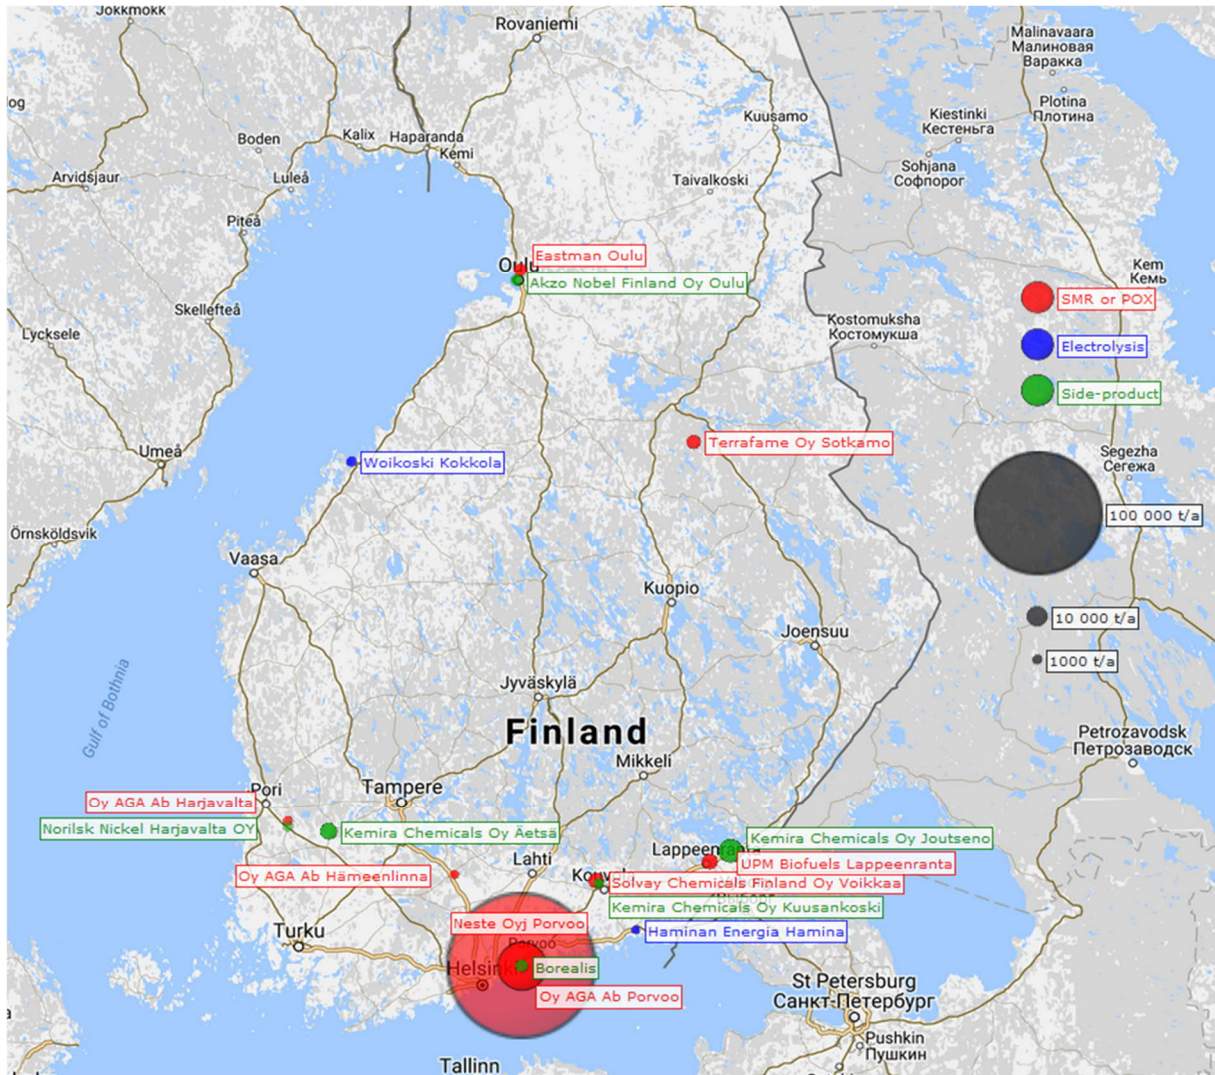 Jokkmokk
Rovaniemi
Malinavaara
Малиновая
Варакка
og
Plotina
Плотина
Kuusamo
Kiestinki
Кестеньга
Boden
Kalix
Haparanda
Kemi
Sohjana
Софпорог
Arvidsjaur
Luleå
Taivalkoski
Piteå
Eastman Oulu
Oulu
Akzo Nobel Finland Oy Oulu
Kem
Кемь
SMR or POX
Skellefteå
Lycksele
Kostomuksha
Костомукша
Electrolysis
Side-product
Umeå
Terrafame Oy Sotkamo
Woikoski Kokkola
Segezha
Сегежа
Örnsköldsvik
100 000 t/a
Vaasa
Kuopio
10 000 t/a
Joensuu
1000 t/a
Gulf of Bothnia
Jyväskylä
Finland
Petrozavodsk
Петрозаводск
Mikkeli
Tampere
Pori
Oy AGA Ab Harjavalta
Norilsk Nickel Harjavalta OY
Kemira Chemicals Oy Äetsä
Kemira Chemicals Oy Joutseno
Lappeenranta
UPM Biofuels Lappeenranta
Lahti
Oy AGA Ab Hämeenlinna
Kouvola
Solvay Chemicals Finland Oy Voikkaa
Kemira Chemicals Oy Kuusankoski
Neste Oyj Porvoo
Turku
Haminan Energia Hamina
Porvoo
Helsinki
Borealis
Oy AGA Ab Porvoo
St Petersburg
Санкт-Петербург
Pushkin
Пушкин
Tallinn